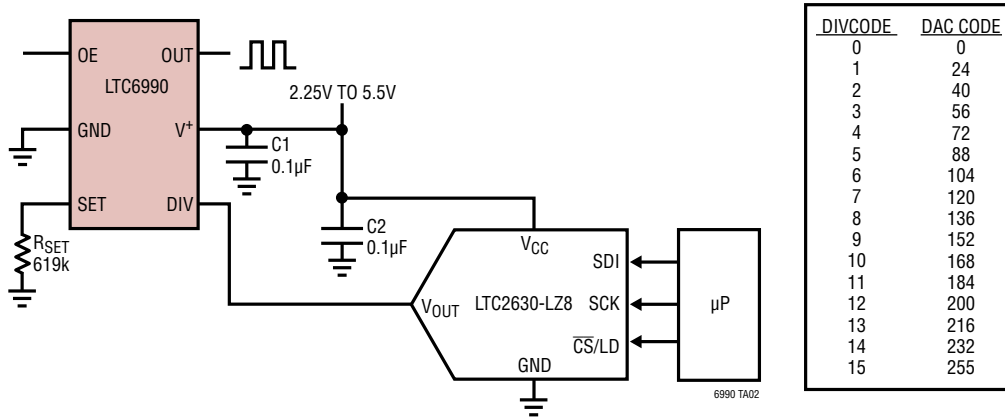 OE
OUT
LTC6990
GND
V+
SET
DIV
RSET
619k
2.25V TO 5.5V
C1
0.1µF
C2
0.1µF
VCC
SDI
VOUT
LTC2630-LZ8
SCK
CS/LD
GND
µP
6990 TA02
DIVCODE DAC CODE
0 0
1 24
2 40
3 56
4 72
5 88
6 104
7 120
8 136
9 152
10 168
11 184
12 200
13 216
14 232
15 255